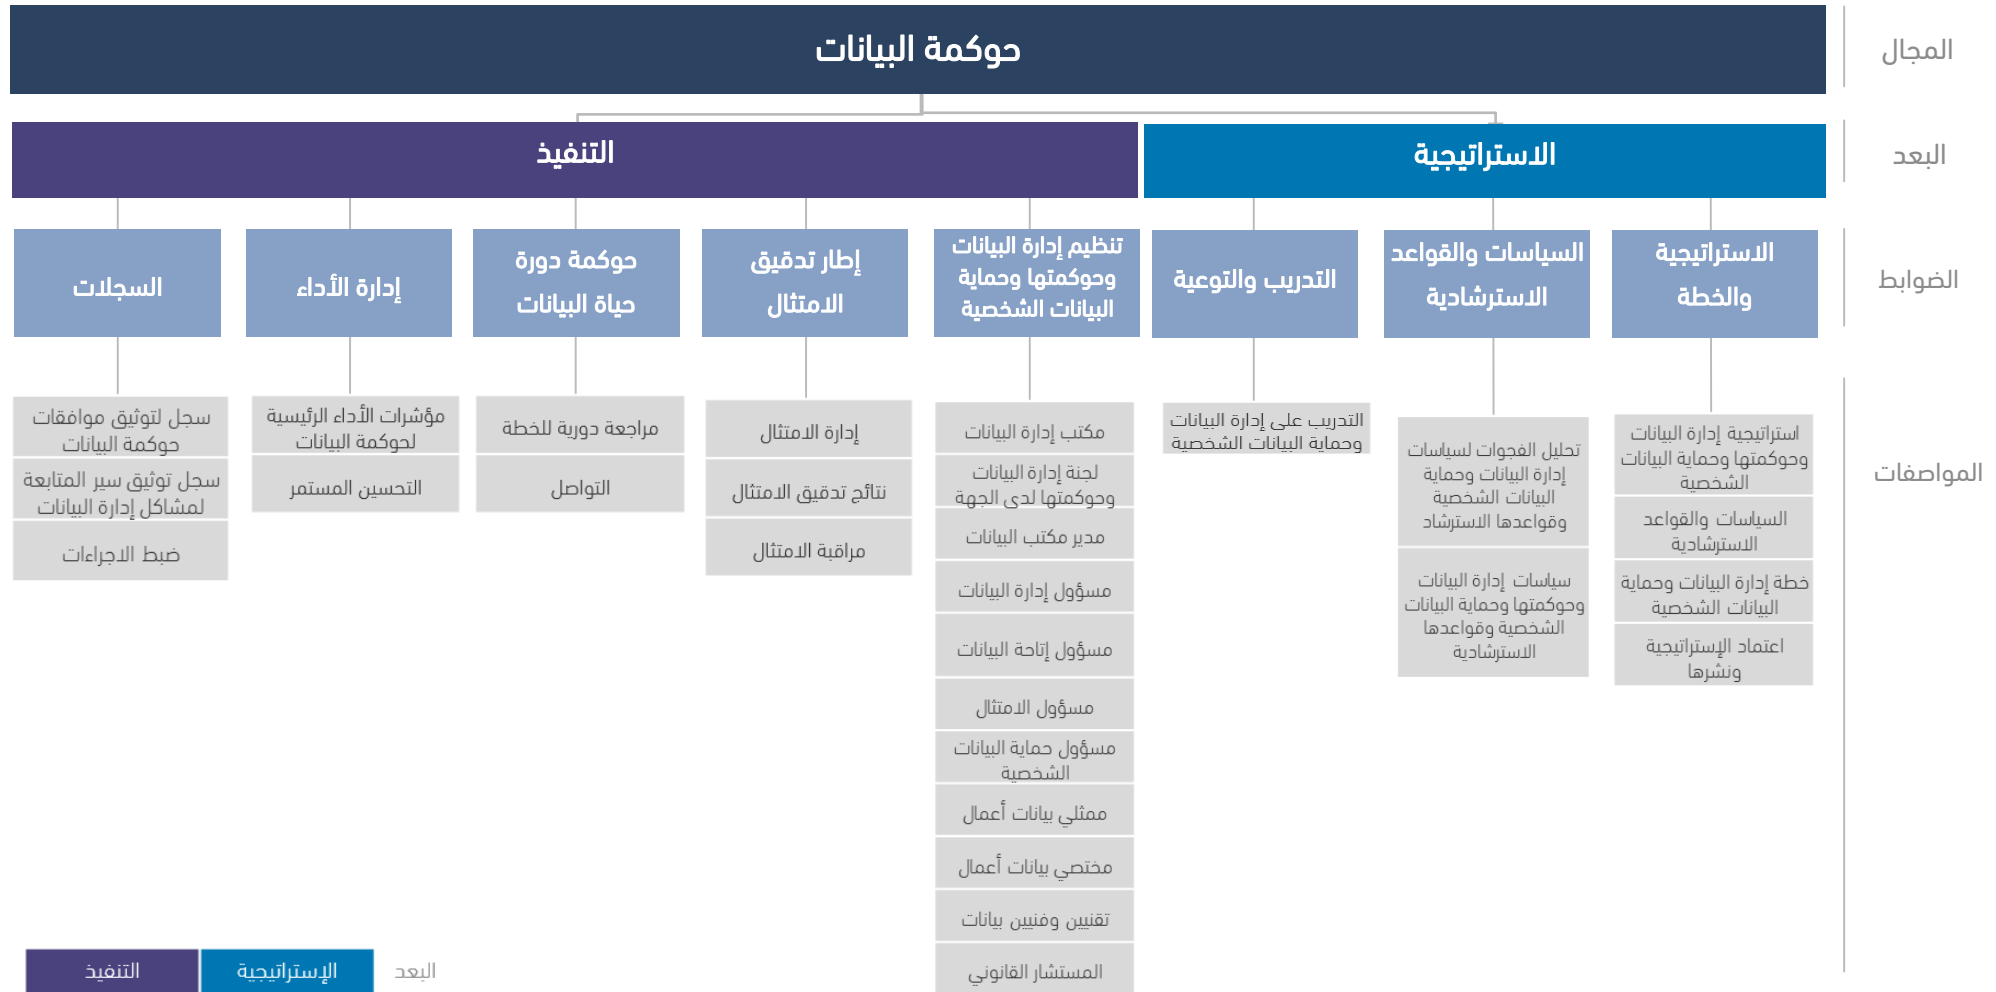 المجال
حوكمة البيانات
البعد
الاستراتيجية
التنفيذ
الضوابط
الاستراتيجية
والخطة
السياسات والقواعد
الاسترشادية
التدريب والتوعية
تنظيم إدارة البيانات
وحوكمتها وحماية
البيانات الشخصية
إطار تدقيق
الامتثال
حوكمة دورة
حياة البيانات
إدارة الأداء
السجلات
المواصفات
استراتيجية إدارة البيانات
وحوكمتها وحماية البيانات
الشخصية
السياسات والقواعد
الاسترشادية
خطة إدارة البيانات وحماية
البيانات الشخصية
اعتماد الإستراتيجية
ونشرها
تحليل الفجوات لسياسات
إدارة البيانات وحماية
البيانات الشخصية
وقواعدها الاسترشاد
سياسات إدارة البيانات
وحوكمتها وحماية البيانات
الشخصية وقواعدها
الاسترشادية
التدريب على إدارة البيانات
وحماية البيانات الشخصية
مكتب إدارة البيانات
لجنة إدارة البيانات
وحوكمتها لدى الجهة
مدير مكتب البيانات
مسؤول إدارة البيانات
مسؤول إتاحة البيانات
مسؤول الامتثال
مسؤول حماية البيانات
الشخصية
ممثلي بيانات أعمال
مختصي بيانات أعمال
تقنيين وفنيين بيانات
المستشار القانوني
إدارة الامتثال
نتائج تدقيق الامتثال
مراقبة الامتثال
مراجعة دورية للخطة
التواصل
مؤشرات الأداء الرئيسية
لحوكمة البيانات
التحسين المستمر
سجل لتوثيق موافقات
حوكمة البيانات
سجل توثيق سير المتابعة
لمشاكل إدارة البيانات
ضبط الاجراءات
البعد
الإستراتيجية
التنفيذ